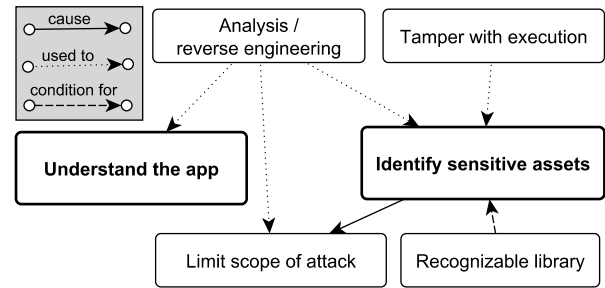 cause
used to
condition for
Analysis /
reverse engineering
Tamper with execution
Understand the app
Identify sensitive assets
Limit scope of attack
Recognizable library